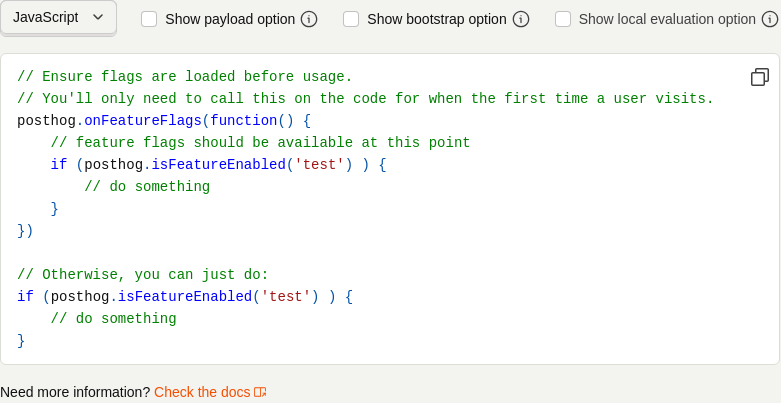 JavaScript Show payload option Show bootstrap option Show local evaluation option
// Ensure flags are loaded before usage.
// You'll only need to call this on the code for when the first time a user visits.
posthog.onFeatureFlags(function() {
    // feature flags should be available at this point
    if (posthog.isFeatureEnabled('test') ) {
        // do something
    }
})

// Otherwise, you can just do:
if (posthog.isFeatureEnabled('test') ) {
    // do something
}
Need more information? Check the docs